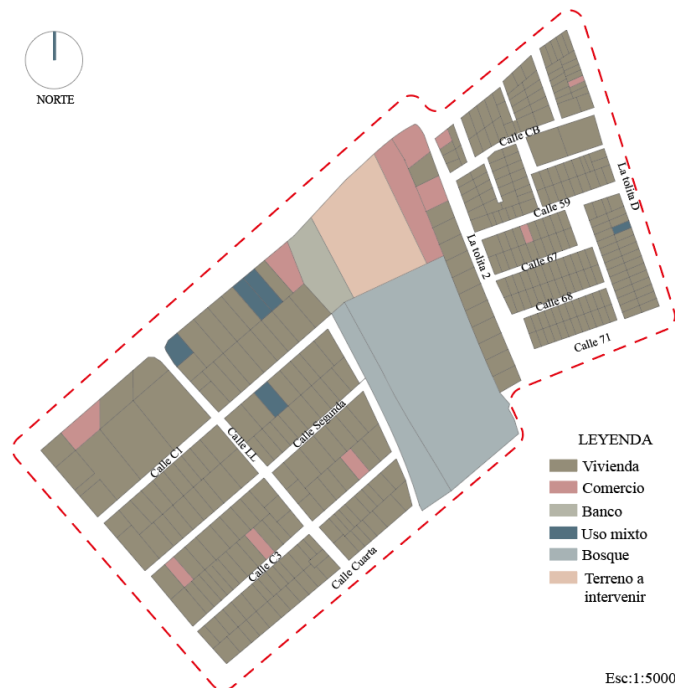 NORTE
Calle CB
La tolita D
Calle 59
La tolita 2
Calle 67
Calle 68
Calle 71
Calle Segunda
Calle LL
Calle C1
Calle C3
Calle Cuarta
LEYENDA
Vivienda
Comercio
Banco
Uso mixto
Bosque
Terreno a
intervenir
Esc:1:5000